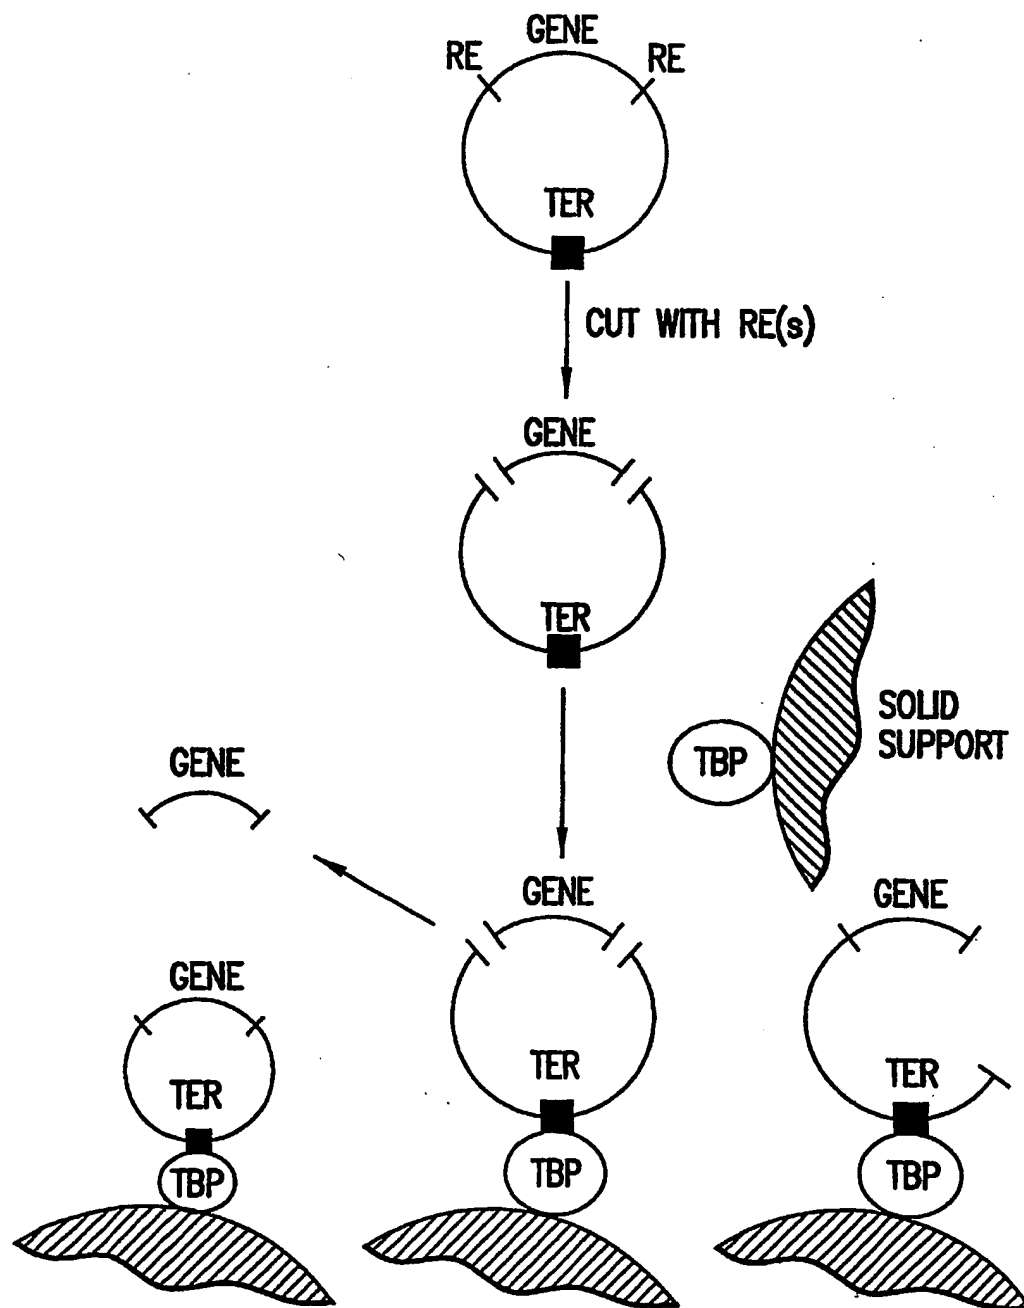 GENE
RE
RE
TER
CUT WITH RE(s)
GENE
TER
SOLID
SUPPORT
TBP
GENE
GENE
GENE
GENE
TER
TER
TER
TBP
TBP
TBP